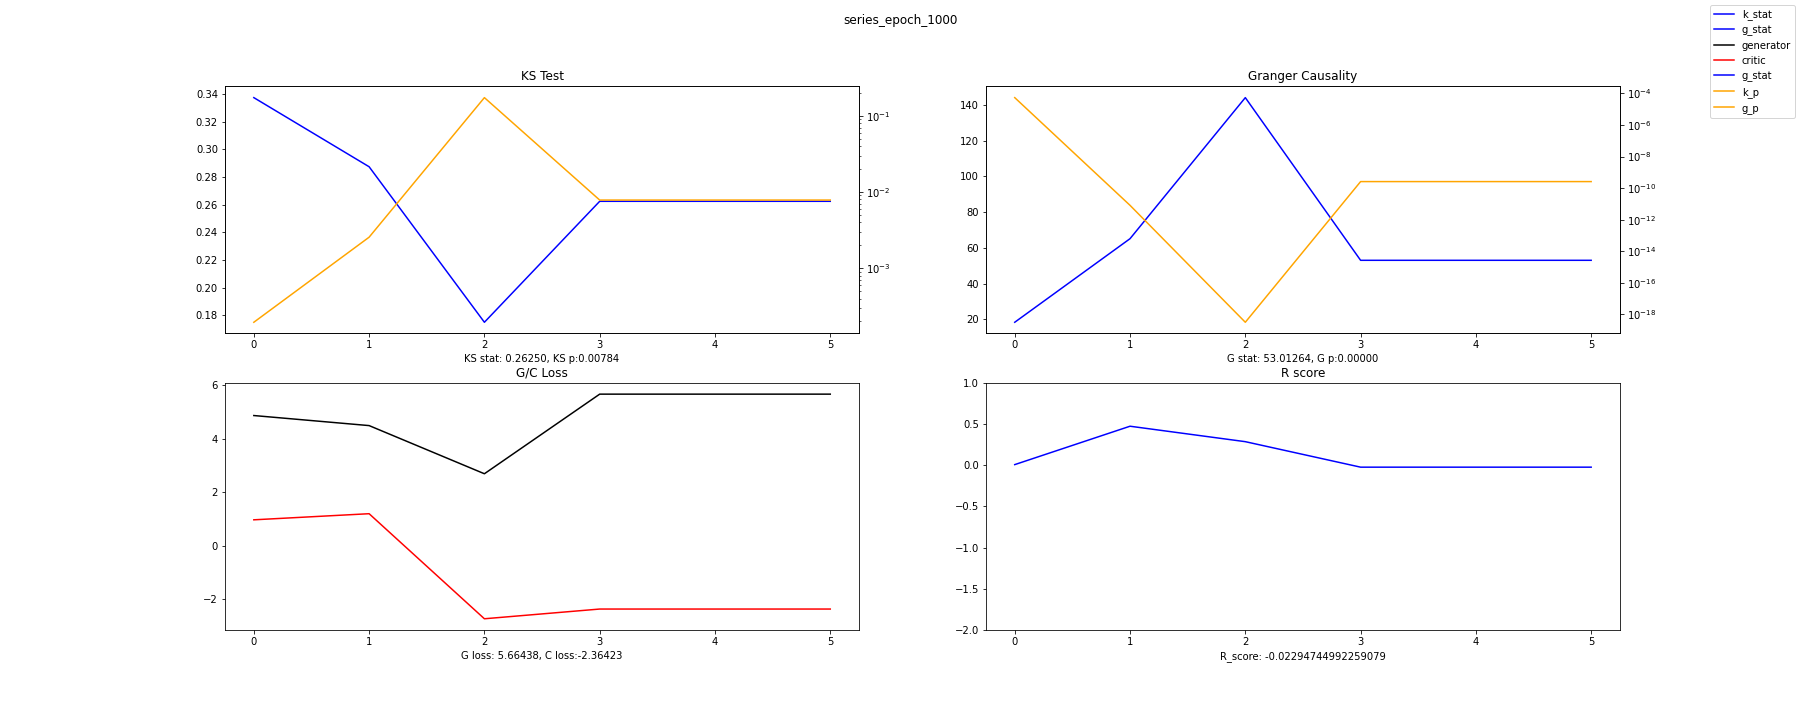 series_epoch_1000
k_stat
g_stat
generator
critic
g_stat
k_p
g_p
KS Test
0.34
0.32
0.30
0.28
0.26
0.24
0.22
0.20
0.18
10⁻¹
10⁻²
10⁻³
0 1 2 3 4 5
KS stat: 0.26250, KS p:0.00784
Granger Causality
140
120
100
80
60
40
20
10⁻⁴
10⁻⁶
10⁻⁸
10⁻¹⁰
10⁻¹²
10⁻¹⁴
10⁻¹⁶
10⁻¹⁸
0 1 2 3 4 5
G stat: 53.01264, G p:0.00000
G/C Loss
6
4
2
0
−2
0 1 2 3 4 5
G loss: 5.66438, C loss:-2.36423
R score
1.0
0.5
0.0
−0.5
−1.0
−1.5
−2.0
0 1 2 3 4 5
R_score: -0.02294744992259079